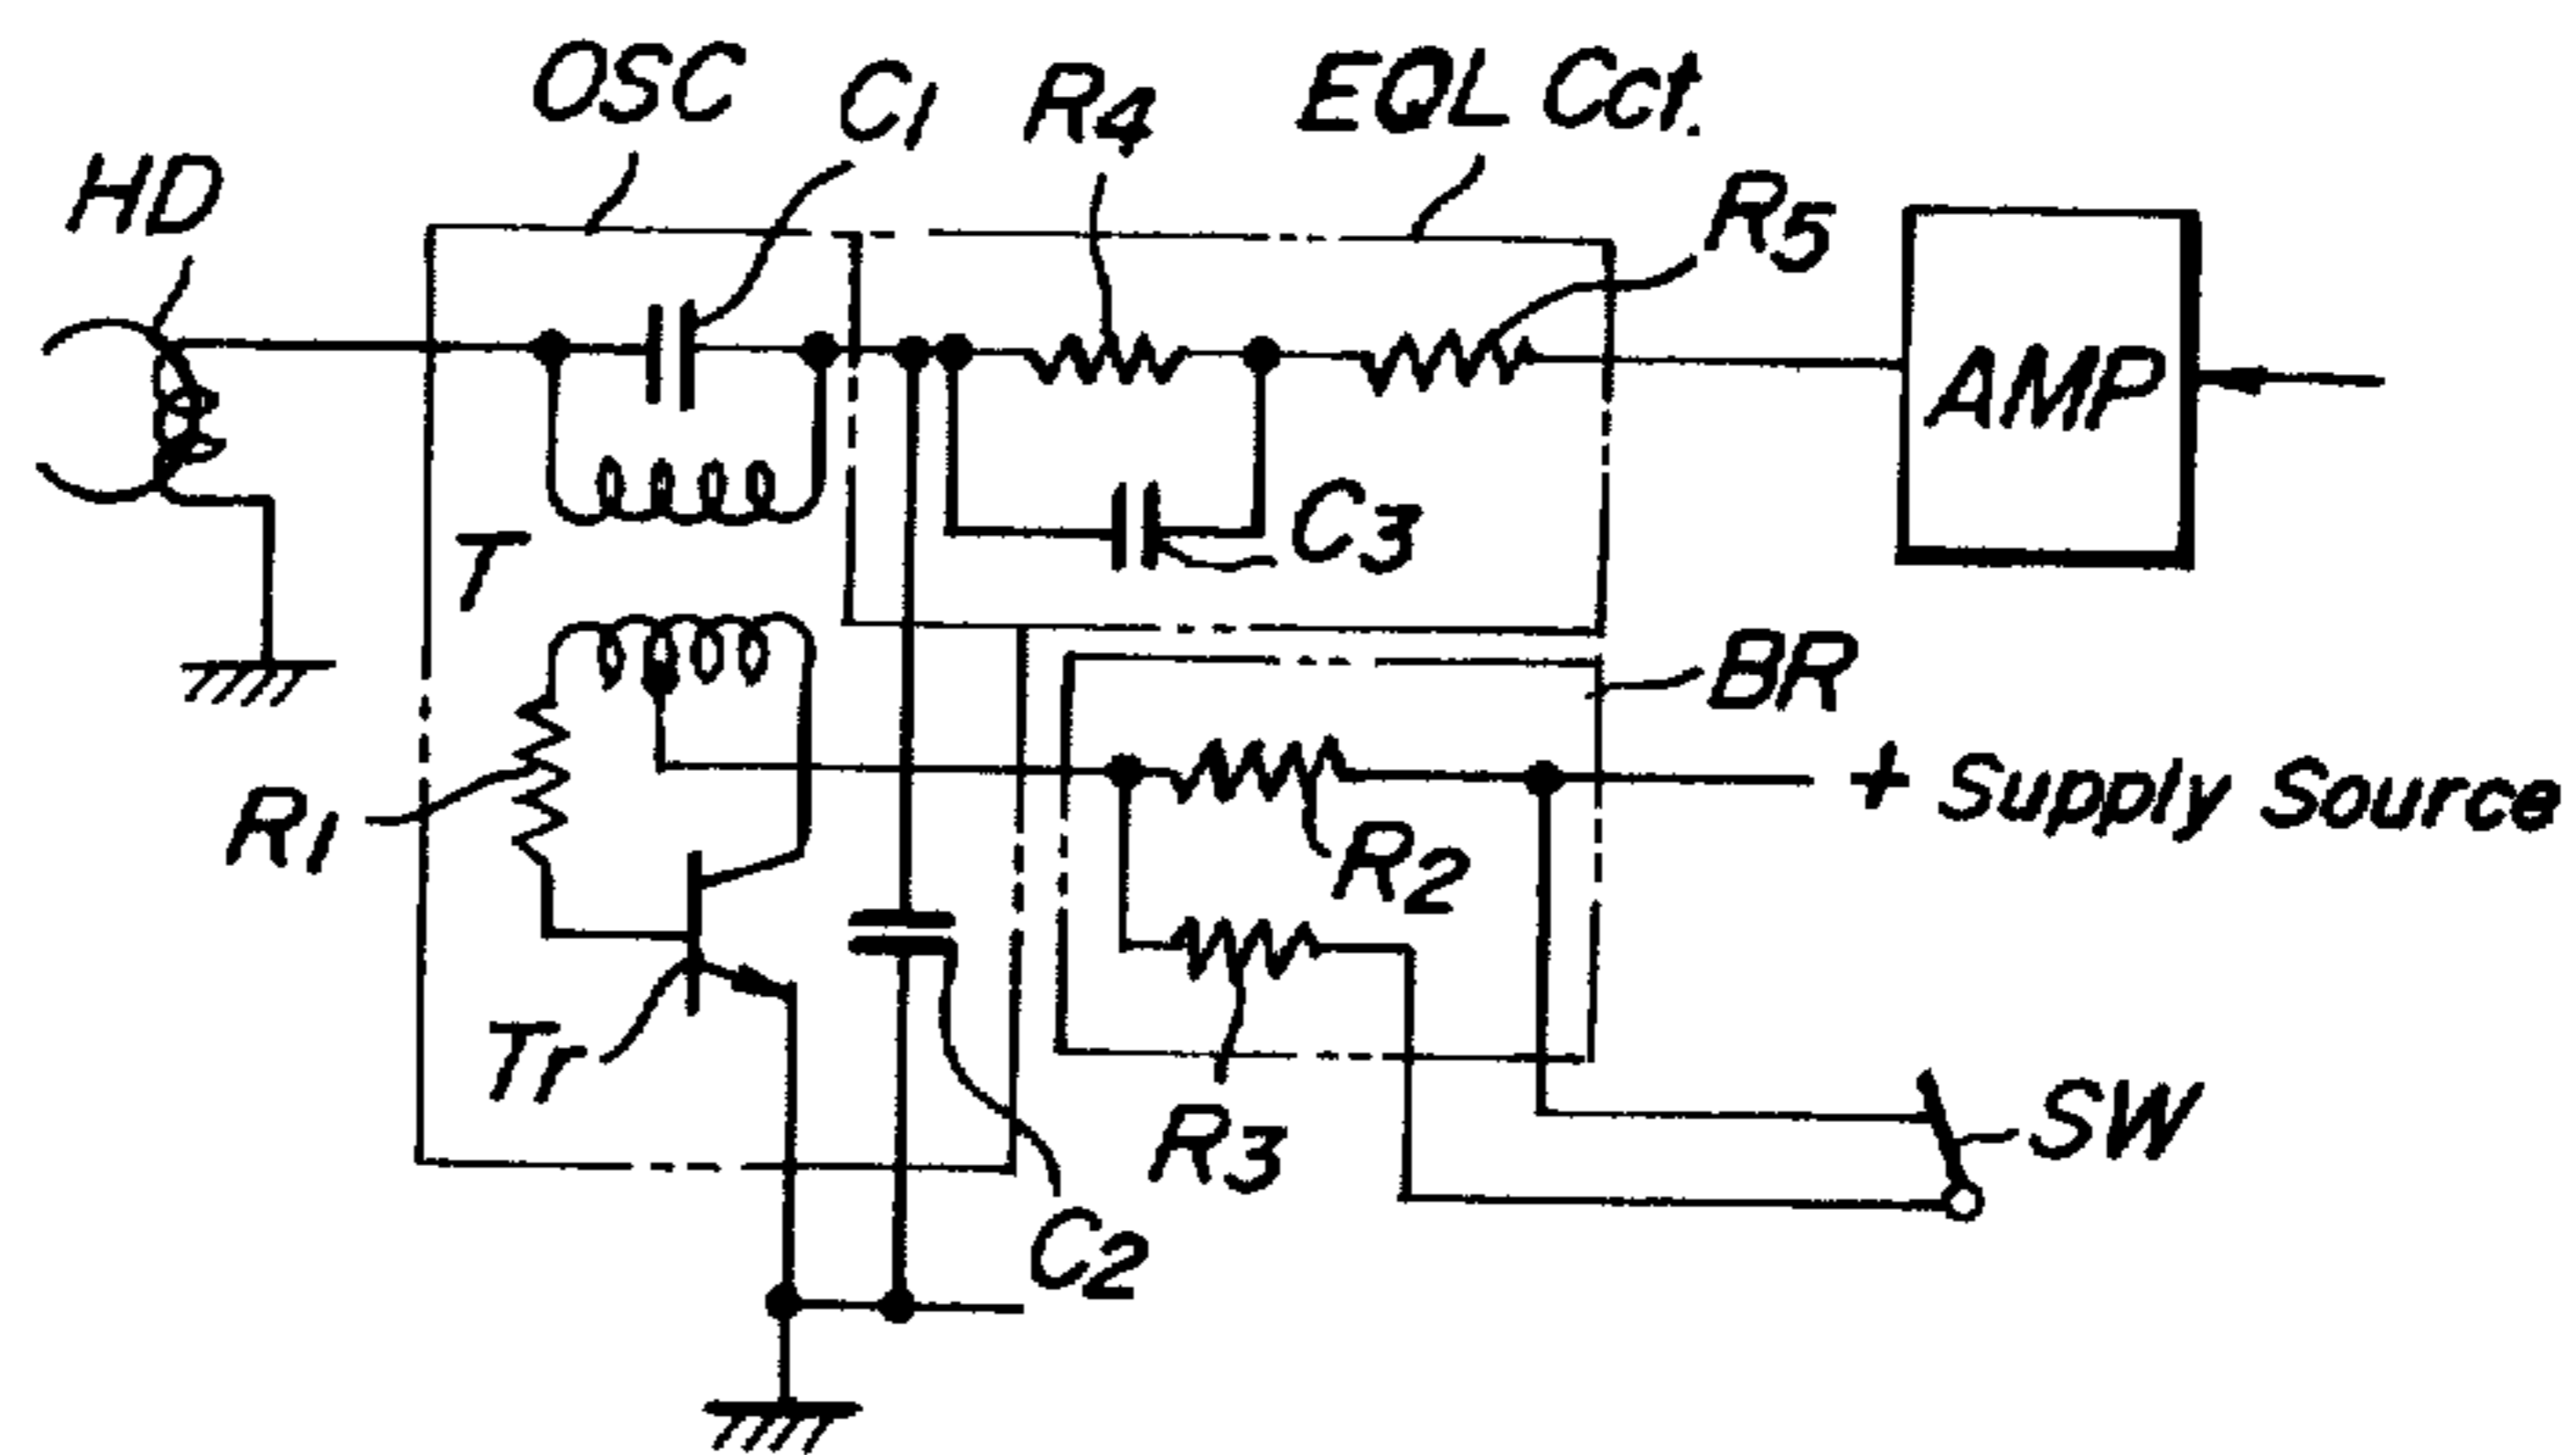 OSC
C1
R4
EQL Cct.
HD
R5
AMP
C3
T
BR
+ Supply Source
R1
R2
Tr
R3
SW
C2